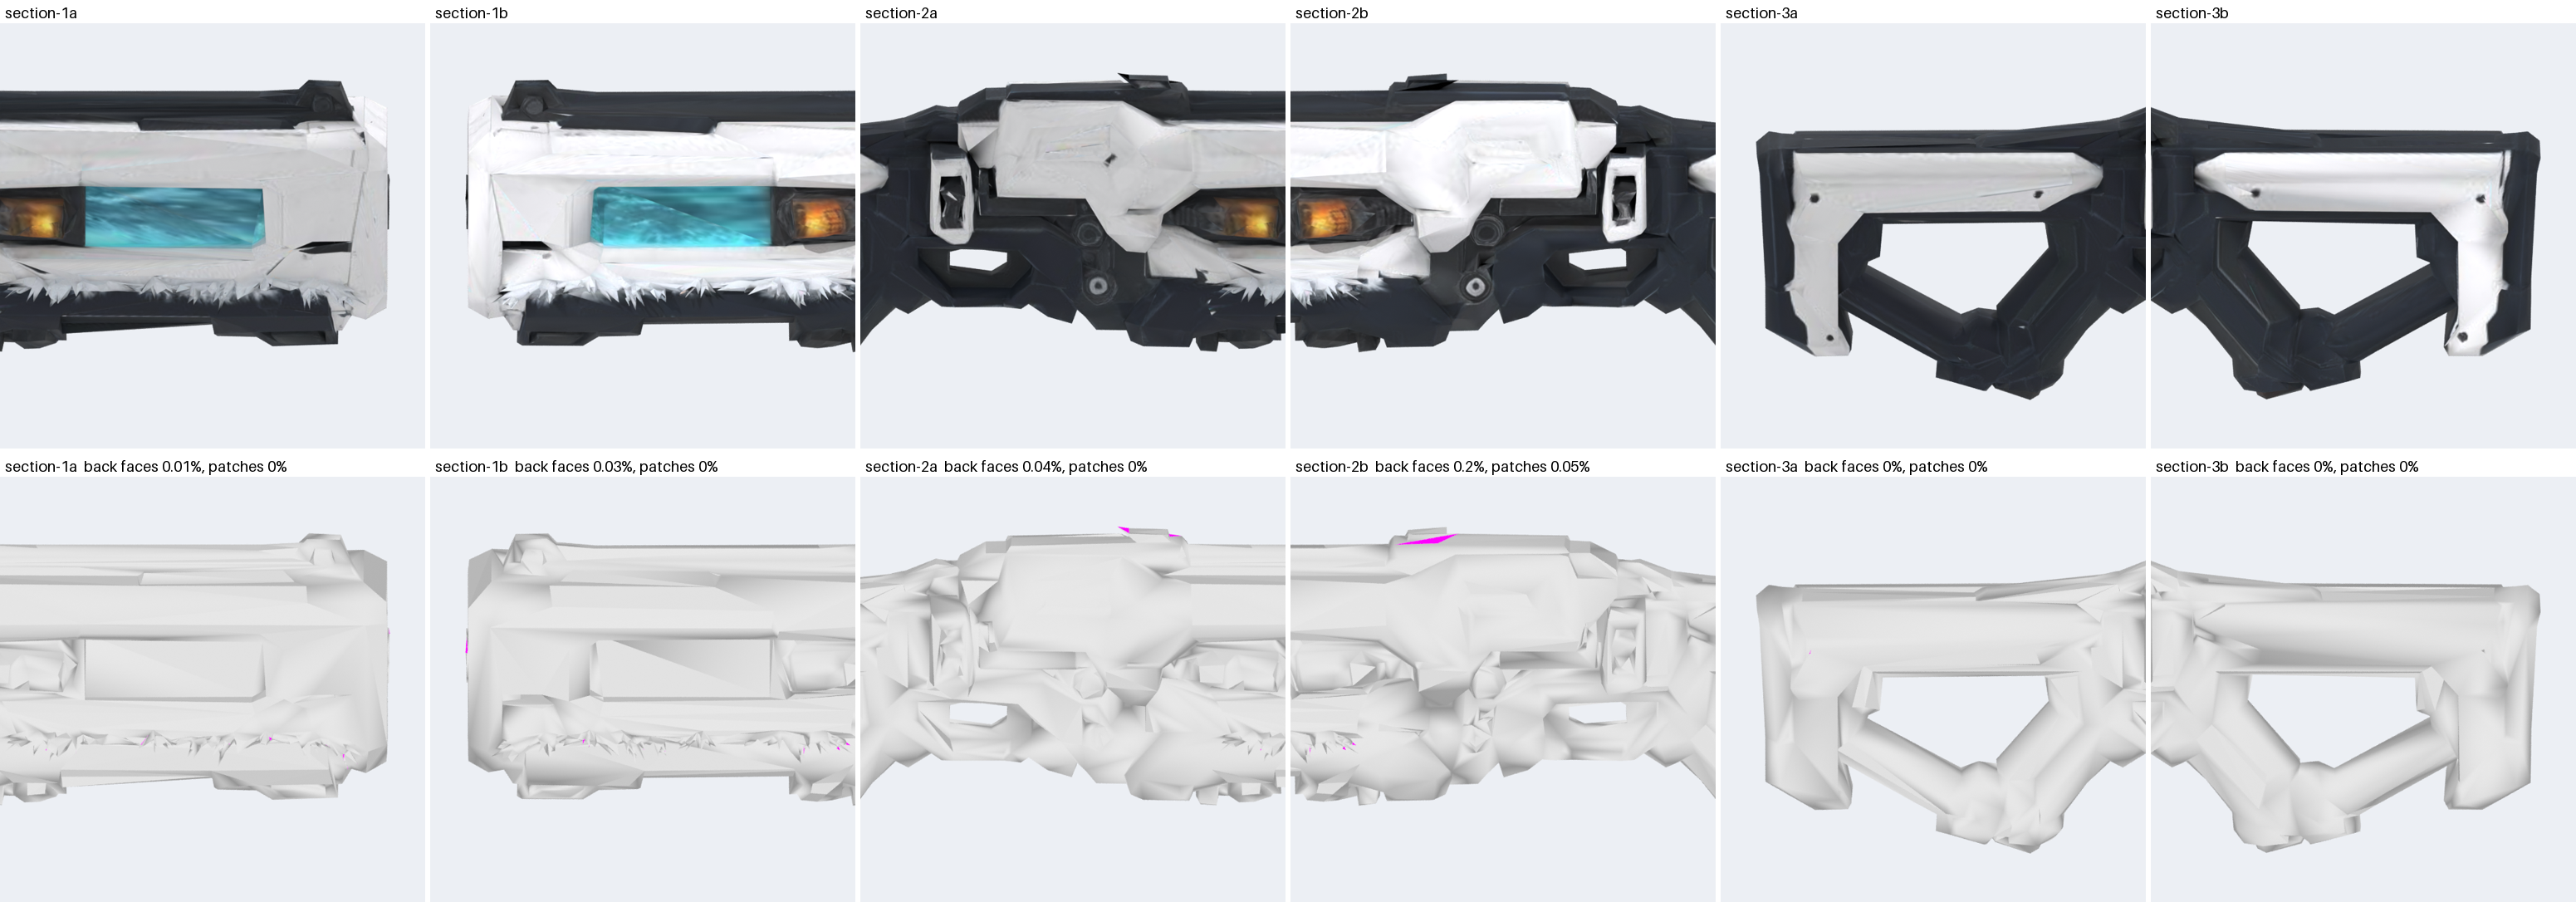 section-1a
section-1b
section-2a
section-2b
section-3a
section-3b
section-1a back faces 0.01%, patches 0%
section-1b back faces 0.03%, patches 0%
section-2a back faces 0.04%, patches 0%
section-2b back faces 0.2%, patches 0.05%
section-3a back faces 0%, patches 0%
section-3b back faces 0%, patches 0%